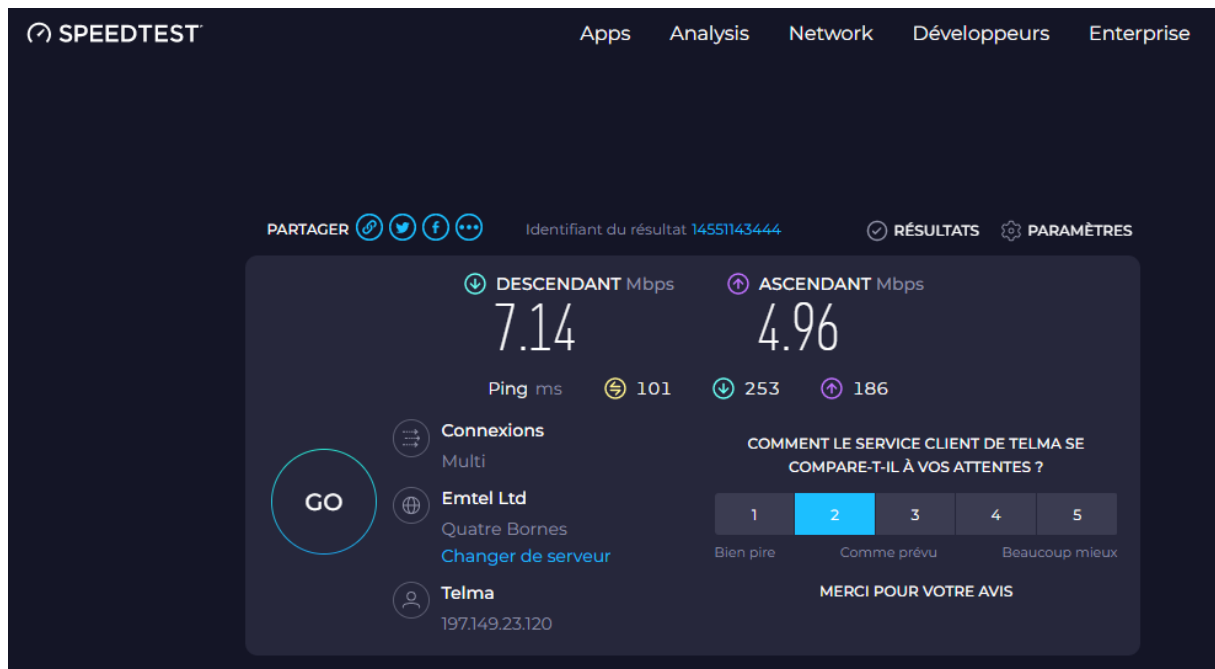 SPEEDTEST
Apps Analysis Network Développeurs Enterprise
PARTAGER Identifiant du résultat 14551143444 RÉSULTATS PARAMÈTRES
DESCENDANT Mbps ASCENDANT Mbps
7.14 4.96
Ping ms 101 253 186
Connexions
Multi
COMMENT LE SERVICE CLIENT DE TELMA SE
COMPARE-T-IL À VOS ATTENTES ?
GO
Emtel Ltd
Quatre Bornes
Changer de serveur
1 2 3 4 5
Bien pire Comme prévu Beaucoup mieux
Telma
197.149.23.120
MERCI POUR VOTRE AVIS